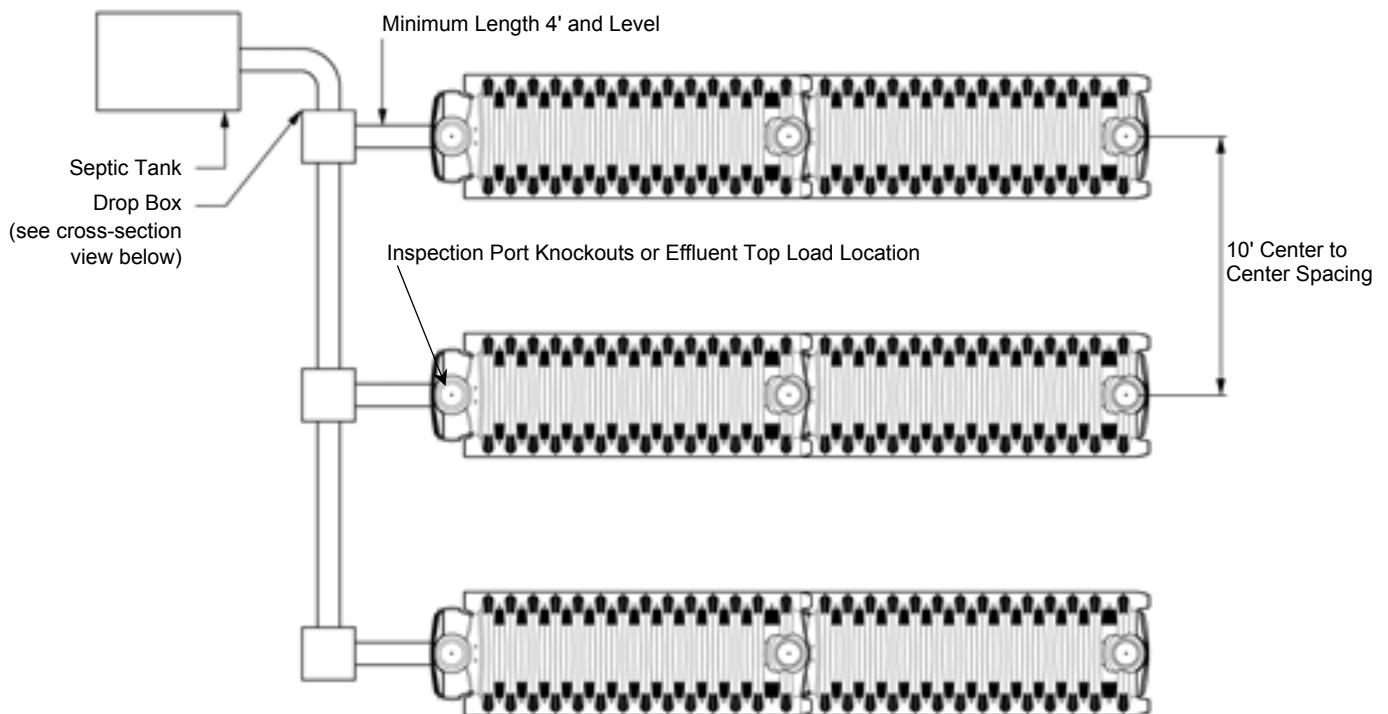 Minimum Length 4' and Level
Septic Tank
Drop Box
(see cross-section
view below)
Inspection Port Knockouts or Effluent Top Load Location
10' Center to
Center Spacing